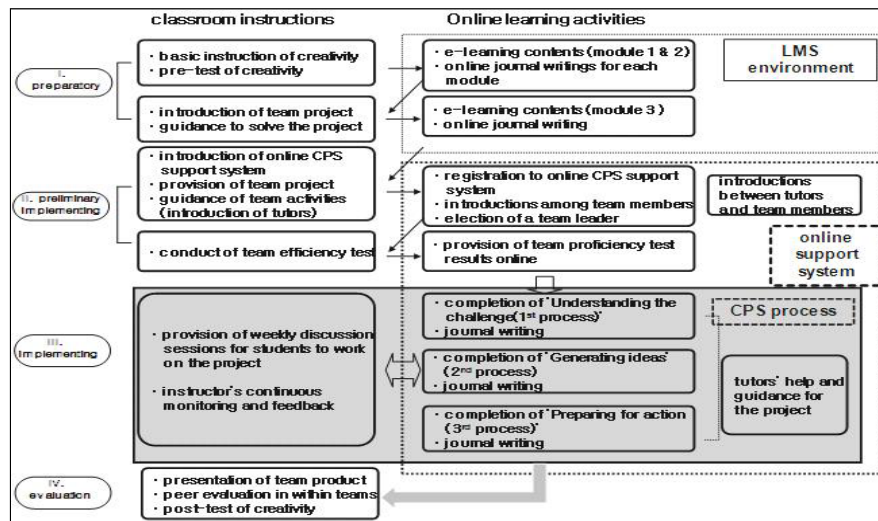 classroom instructions
Online learning activities
I.
preparatory
· basic instruction of creativity
· pre-test of creativity
· e-learning contents (module 1 & 2)
· online journal writings for each
module
LMS
environment
· introduction of team project
· guidance to solve the project
· e-learning contents (module 3 )
· online journal writing
II. preliminary
implementing
· introduction of online CPS
support system
· provision of team project
· guidance of team activities
(introduction of tutors)
· registration to online CPS support
system
· introductions among team members
· election of a team leader
introductions
between tutors
and team members
· conduct of team efficiency test
· provision of team proficiency test
results online
online
support
system
III.
implementing
· provision of weekly discussion
sessions for students to work
on the project
· instructor's continuous
monitoring and feedback
· completion of 'Understanding the
challenge(1st process)'
· journal writing
· completion of 'Generating ideas'
(2nd process)
· journal writing
· completion of 'Preparing for action
(3rd process)'
· journal writing
CPS process
tutors' help and
guidance for
the project
IV.
evaluation
· presentation of team product
· peer evaluation in within teams
· post-test of creativity